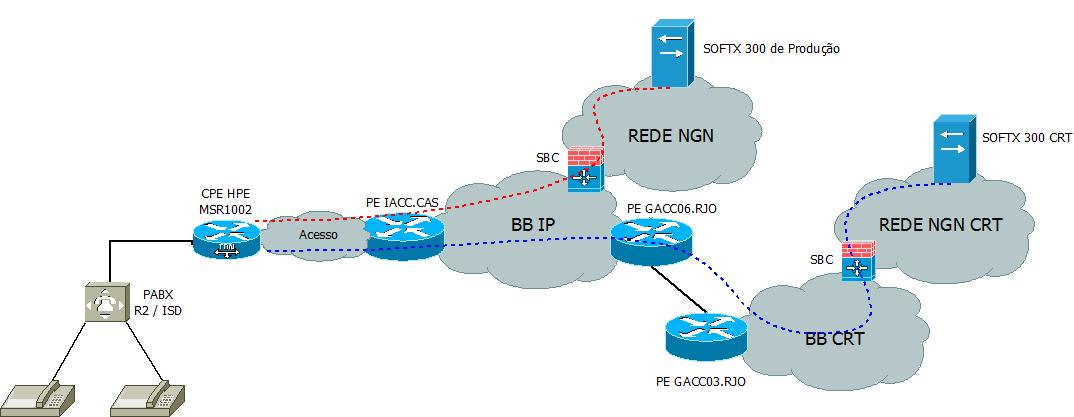 SOFTX 300 de Produção
REDE NGN
SBC
SOFTX 300 CRT
CPE HPE
MSR1002
PE IACC.CAS
PE GACC06.RJO
Acesso
BB IP
REDE NGN CRT
SBC
PABX
R2 / ISD
BB CRT
PE GACC03.RJO